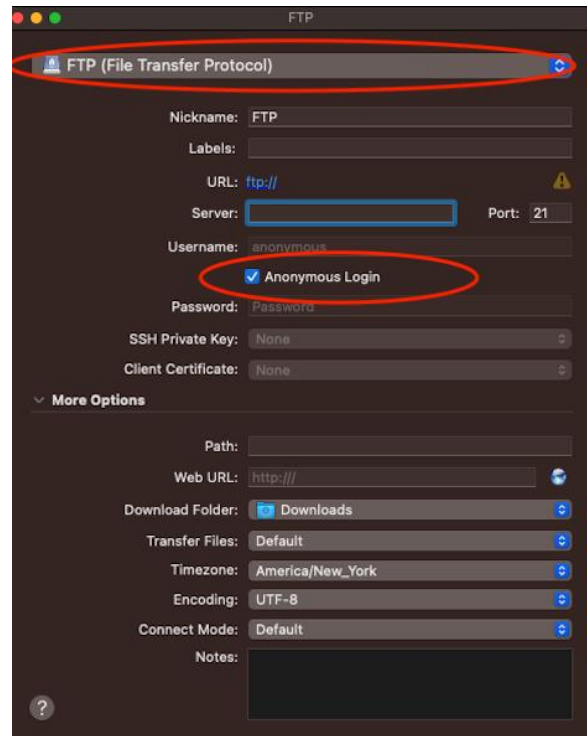 FTP
FTP (File Transfer Protocol)
Nickname: FTP
Labels:
URL: ftp://
Server: Port: 21
Username: anonymous
Anonymous Login
Password: Password
SSH Private Key: None
Client Certificate: None
More Options
Path:
Web URL: http:///
Download Folder: Downloads
Transfer Files: Default
Timezone: America/New_York
Encoding: UTF-8
Connect Mode: Default
Notes:
?